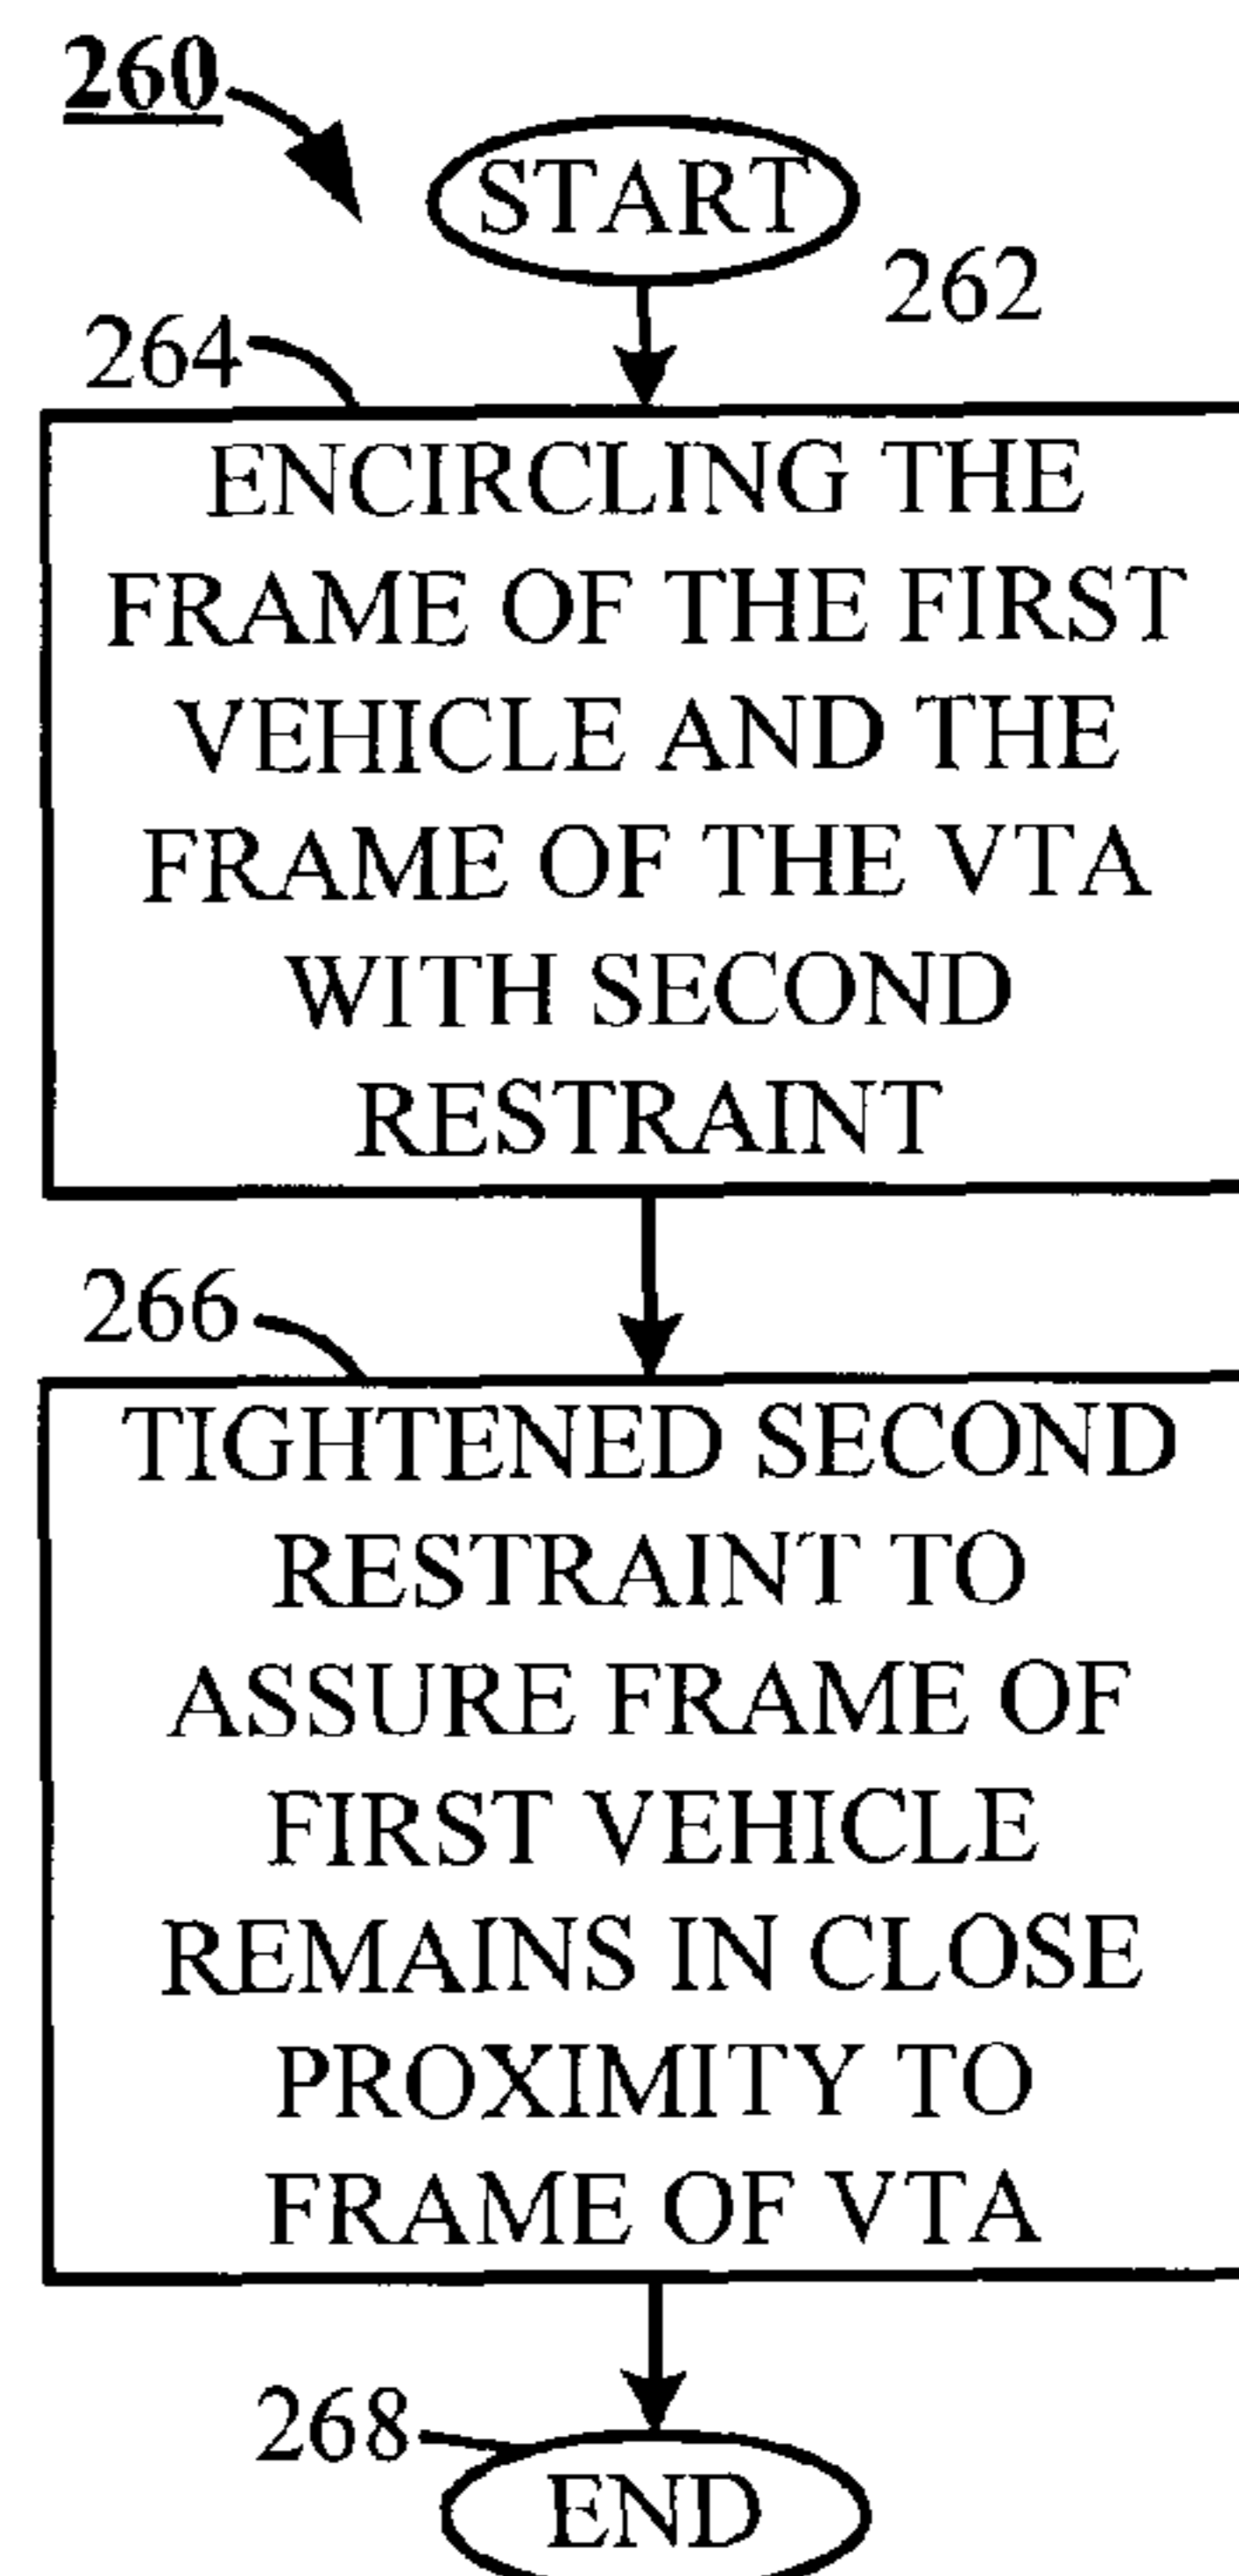 260
START
262
264
ENCIRCLING THE
FRAME OF THE FIRST
VEHICLE AND THE
FRAME OF THE VTA
WITH SECOND
RESTRAINT
266
TIGHTENED SECOND
RESTRAINT TO
ASSURE FRAME OF
FIRST VEHICLE
REMAINS IN CLOSE
PROXIMITY TO
FRAME OF VTA
268
END